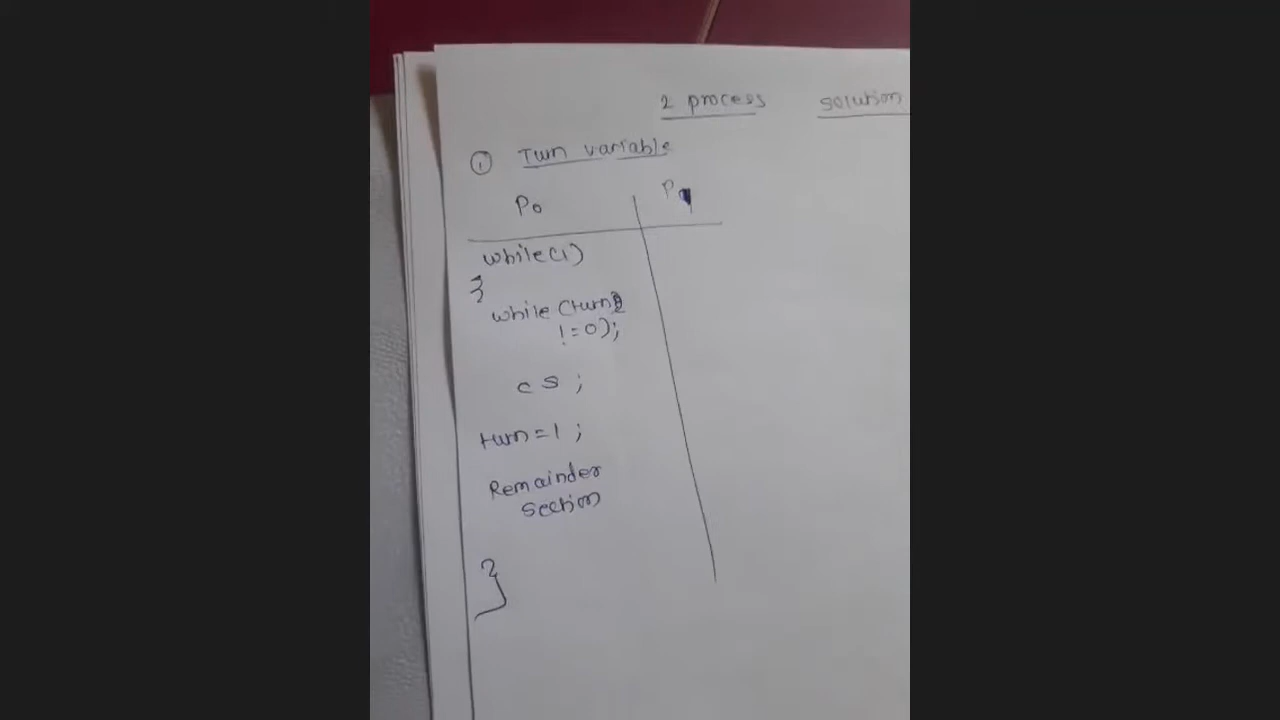 2 process solution
① Turn variable
P0 P1
while(1)
{
while (turn
!=0);
cs ;
turn=1 ;
Remainder
section
}